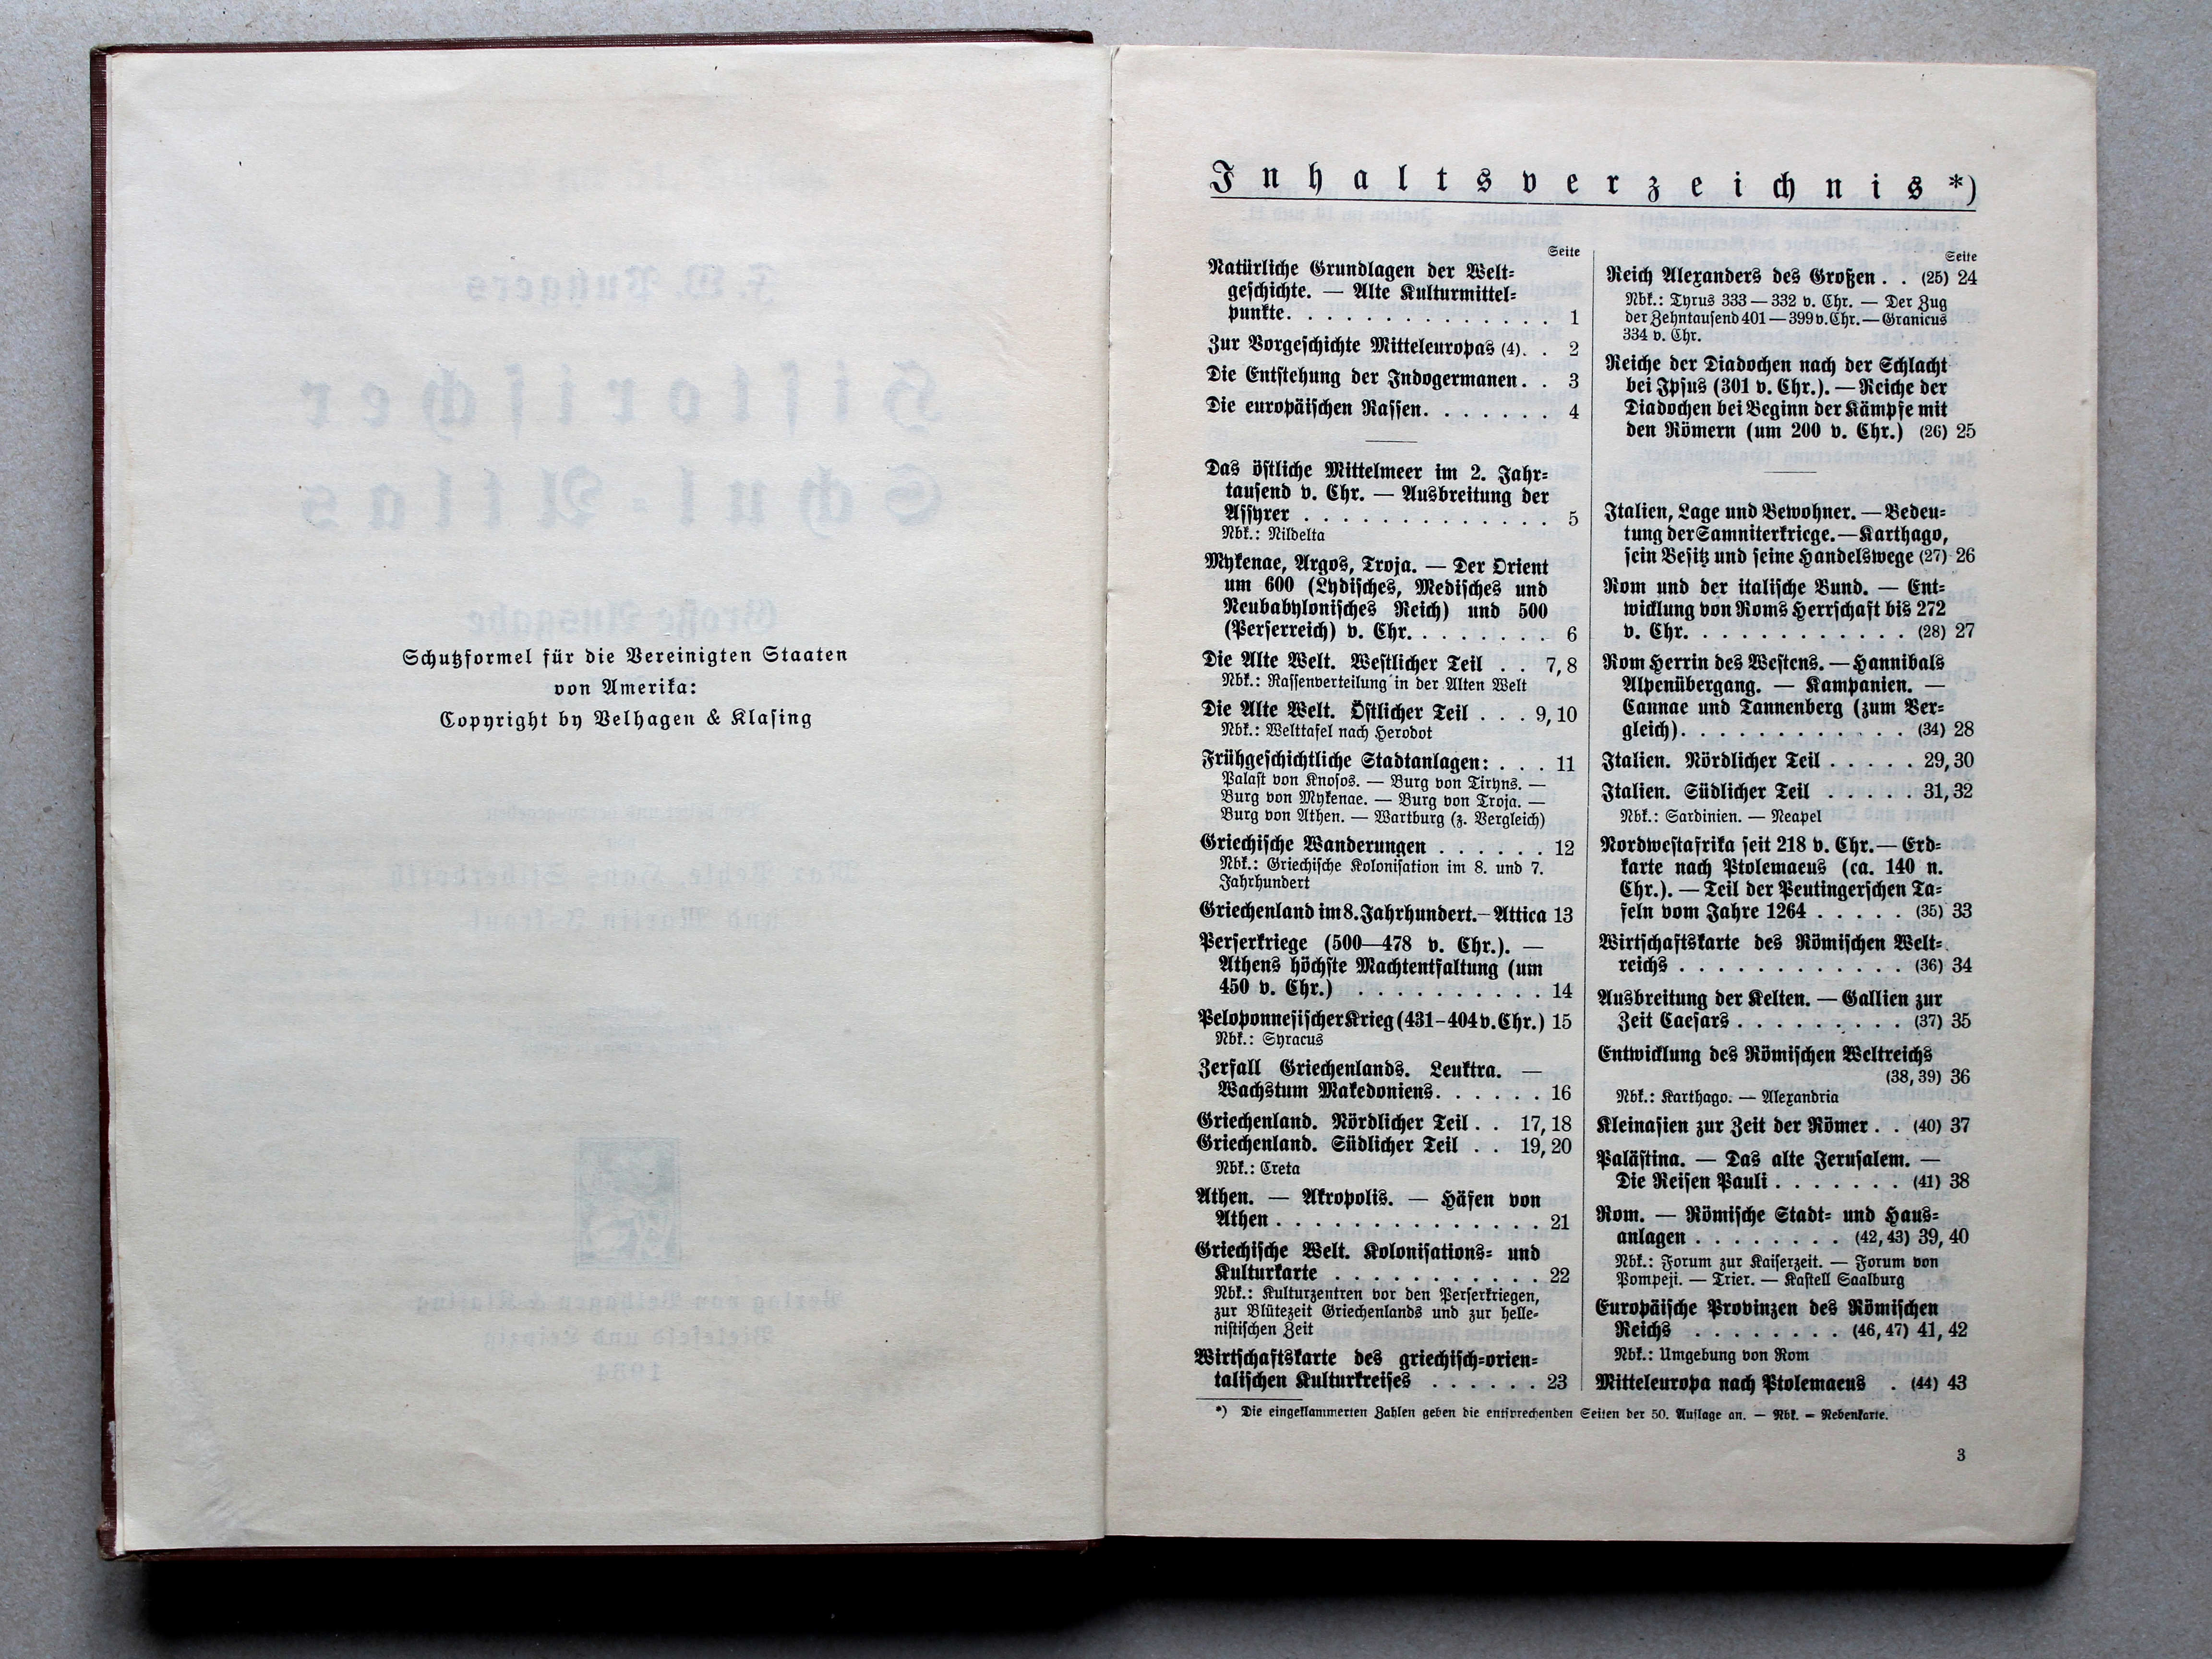 Schutzformel für die Vereinigten Staaten
von Amerika:
Copyright by Velhagen & Klasing
Inhaltsverzeichnis*)
Seite
Natürliche Grundlagen der Welt=
geschichte. — Alte Kulturmittel=
punkte. . . . . . . . . . . . . . 1
Zur Vorgeschichte Mitteleuropas (4). . 2
Die Entstehung der Indogermanen. . 3
Die europäischen Rassen. . . . . . . 4
Das östliche Mittelmeer im 2. Jahr=
tausend v. Chr. — Ausbreitung der
Assyrer . . . . . . . . . . . . . 5
Nbk.: Nildelta
Mykenae, Argos, Troja. — Der Orient
um 600 (Lydisches, Medisches und
Neubabylonisches Reich) und 500
(Perserreich) v. Chr. . . . . . . . 6
Die Alte Welt. Westlicher Teil . . 7, 8
Nbk.: Rassenverteilung in der Alten Welt
Die Alte Welt. Östlicher Teil . . . 9, 10
Nbk.: Welttafel nach Herodot
Frühgeschichtliche Stadtanlagen: . . . 11
Palast von Knosos. — Burg von Tiryns. —
Burg von Mykenae. — Burg von Troja. —
Burg von Athen. — Wartburg (z. Vergleich)
Griechische Wanderungen . . . . . . 12
Nbk.: Griechische Kolonisation im 8. und 7.
Jahrhundert
Griechenland im 8. Jahrhundert. – Attica 13
Perserkriege (500—478 v. Chr.). —
Athens höchste Machtentfaltung (um
450 v. Chr.) . . . . . . . . . . 14
Peloponnesischer Krieg (431–404 v. Chr.) 15
Nbk.: Syracus
Zerfall Griechenlands. Leuktra. —
Wachstum Makedoniens. . . . . . . 16
Griechenland. Nördlicher Teil . . 17, 18
Griechenland. Südlicher Teil . . 19, 20
Nbk.: Creta
Athen. — Akropolis. — Häfen von
Athen . . . . . . . . . . . . . . 21
Griechische Welt. Kolonisations= und
Kulturkarte . . . . . . . . . . . 22
Nbk.: Kulturzentren vor den Perserkriegen,
zur Blütezeit Griechenlands und zur helle=
nistischen Zeit
Wirtschaftskarte des griechisch=orien=
talischen Kulturkreises . . . . . . 23
Seite
Reich Alexanders des Großen . . (25) 24
Nbk.: Tyrus 333 — 332 v. Chr. — Der Zug
der Zehntausend 401 — 399 v. Chr. — Granicus
334 v. Chr.
Reiche der Diadochen nach der Schlacht
bei Ipsus (301 v. Chr.). — Reiche der
Diadochen bei Beginn der Kämpfe mit
den Römern (um 200 v. Chr.) (26) 25
Italien, Lage und Bewohner. — Bedeu=
tung der Samniterkriege. — Karthago,
sein Besitz und seine Handelswege (27) 26
Rom und der italische Bund. — Ent=
wicklung von Roms Herrschaft bis 272
v. Chr. . . . . . . . . . . . (28) 27
Rom Herrin des Westens. — Hannibals
Alpenübergang. — Kampanien. —
Cannae und Tannenberg (zum Ver=
gleich). . . . . . . . . . . . (34) 28
Italien. Nördlicher Teil . . . . . 29, 30
Italien. Südlicher Teil . . . . . 31, 32
Nbk.: Sardinien. — Neapel
Nordwestafrika seit 218 v. Chr. — Erd=
karte nach Ptolemaeus (ca. 140 n.
Chr.). — Teil der Peutingerschen Ta=
feln vom Jahre 1264 . . . . . (35) 33
Wirtschaftskarte des Römischen Welt=
reichs . . . . . . . . . . . . (36) 34
Ausbreitung der Kelten. — Gallien zur
Zeit Caesars . . . . . . . . . (37) 35
Entwicklung des Römischen Weltreichs
(38, 39) 36
Nbk.: Karthago. — Alexandria
Kleinasien zur Zeit der Römer . . (40) 37
Palästina. — Das alte Jerusalem. —
Die Reisen Pauli . . . . . . . (41) 38
Rom. — Römische Stadt= und Haus=
anlagen . . . . . . . . (42, 43) 39, 40
Nbk.: Forum zur Kaiserzeit. — Forum von
Pompeji. — Trier. — Kastell Saalburg
Europäische Provinzen des Römischen
Reichs . . . . . . . . (46, 47) 41, 42
Nbk.: Umgebung von Rom
Mitteleuropa nach Ptolemaeus . (44) 43
*) Die eingeklammerten Zahlen geben die entsprechenden Seiten der 50. Auflage an. — Nbk. = Nebenkarte.
3